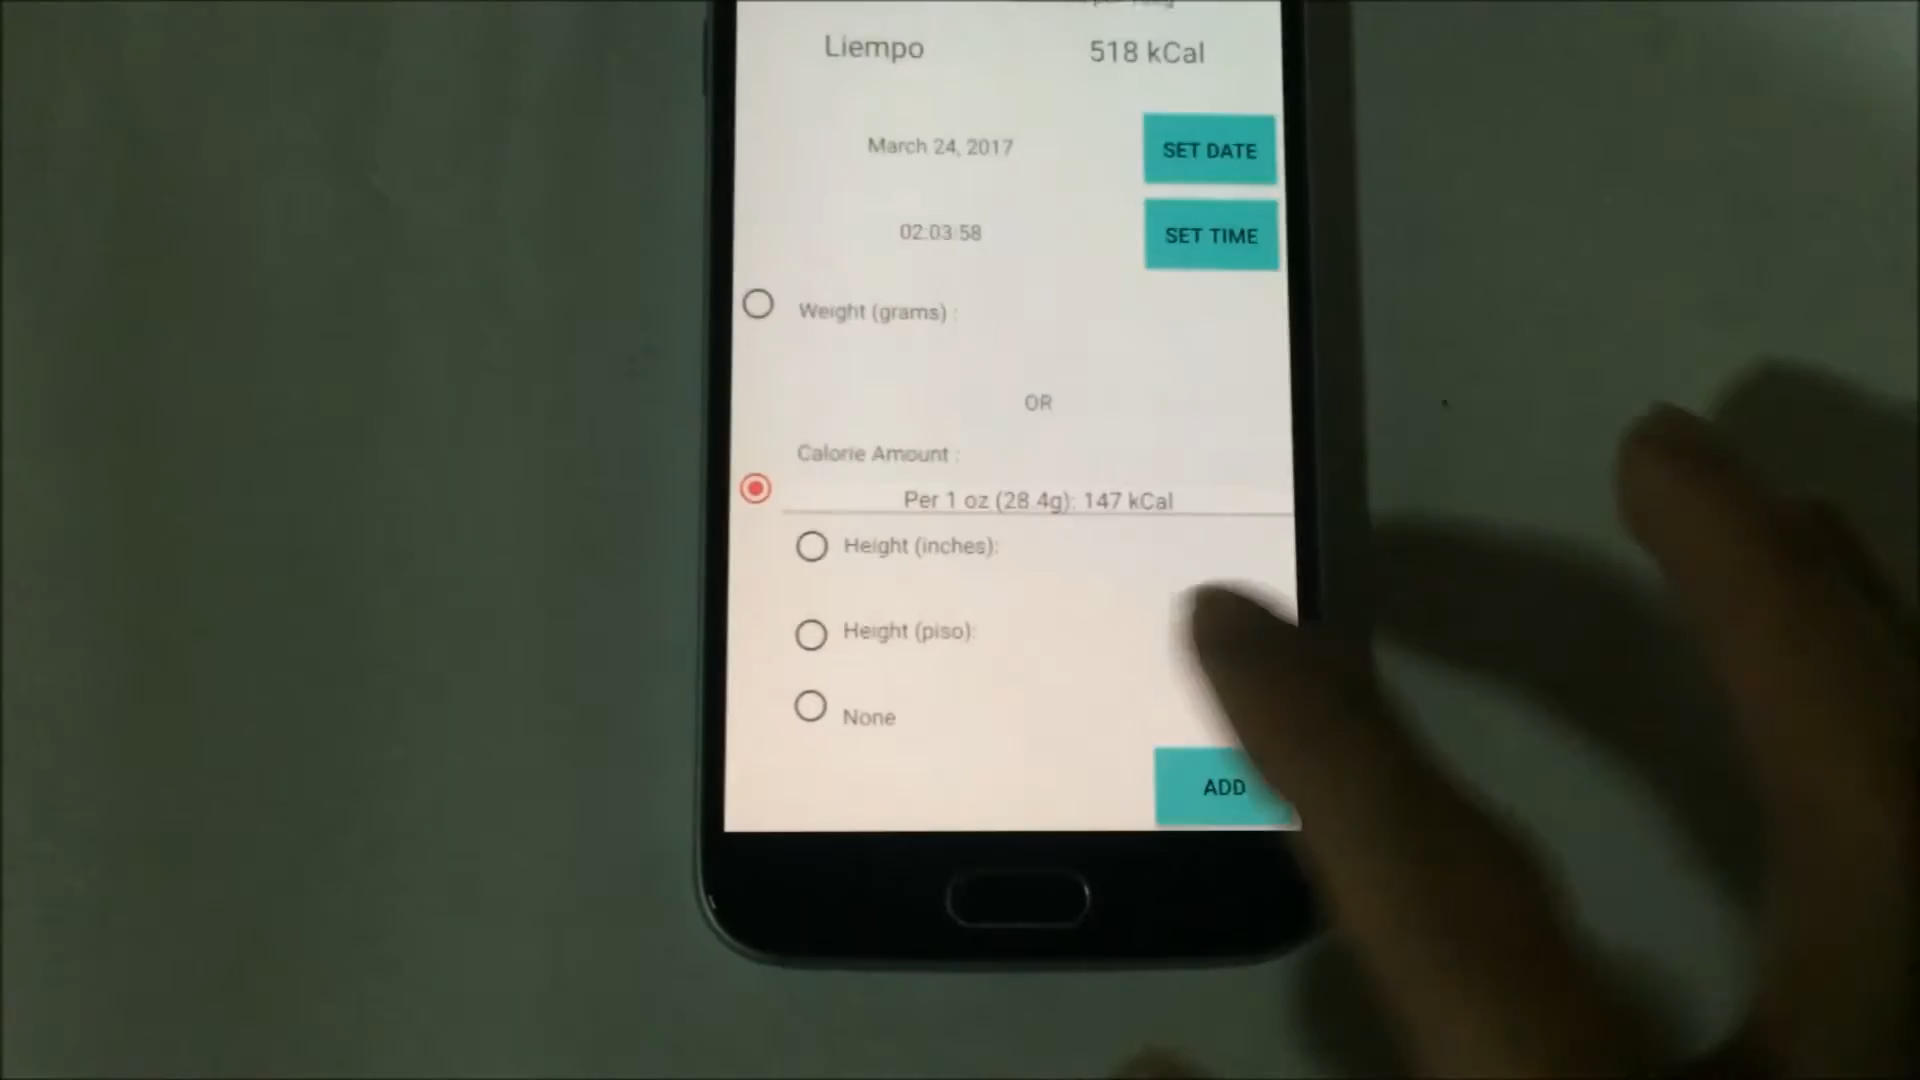 Liempo 518 kCal
March 24, 2017 SET DATE
02:03:58 SET TIME
Weight (grams) :
OR
Calorie Amount :
Per 1 oz (28.4g): 147 kCal
Height (inches):
Height (piso):
None
ADD